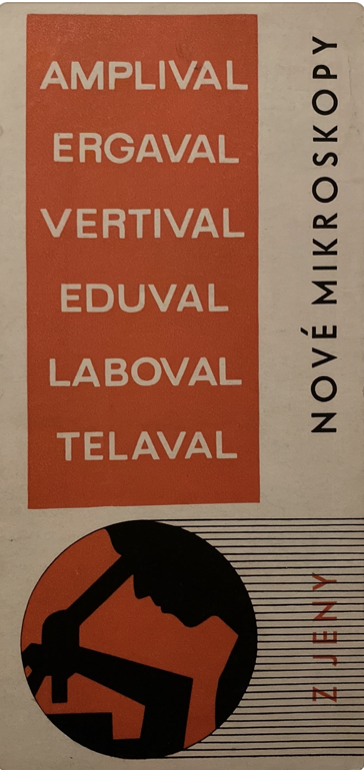 AMPLIVAL
ERGAVAL
VERTIVAL
EDUVAL
LABOVAL
TELAVAL
NOVÉ MIKROSKOPY
Z JENY